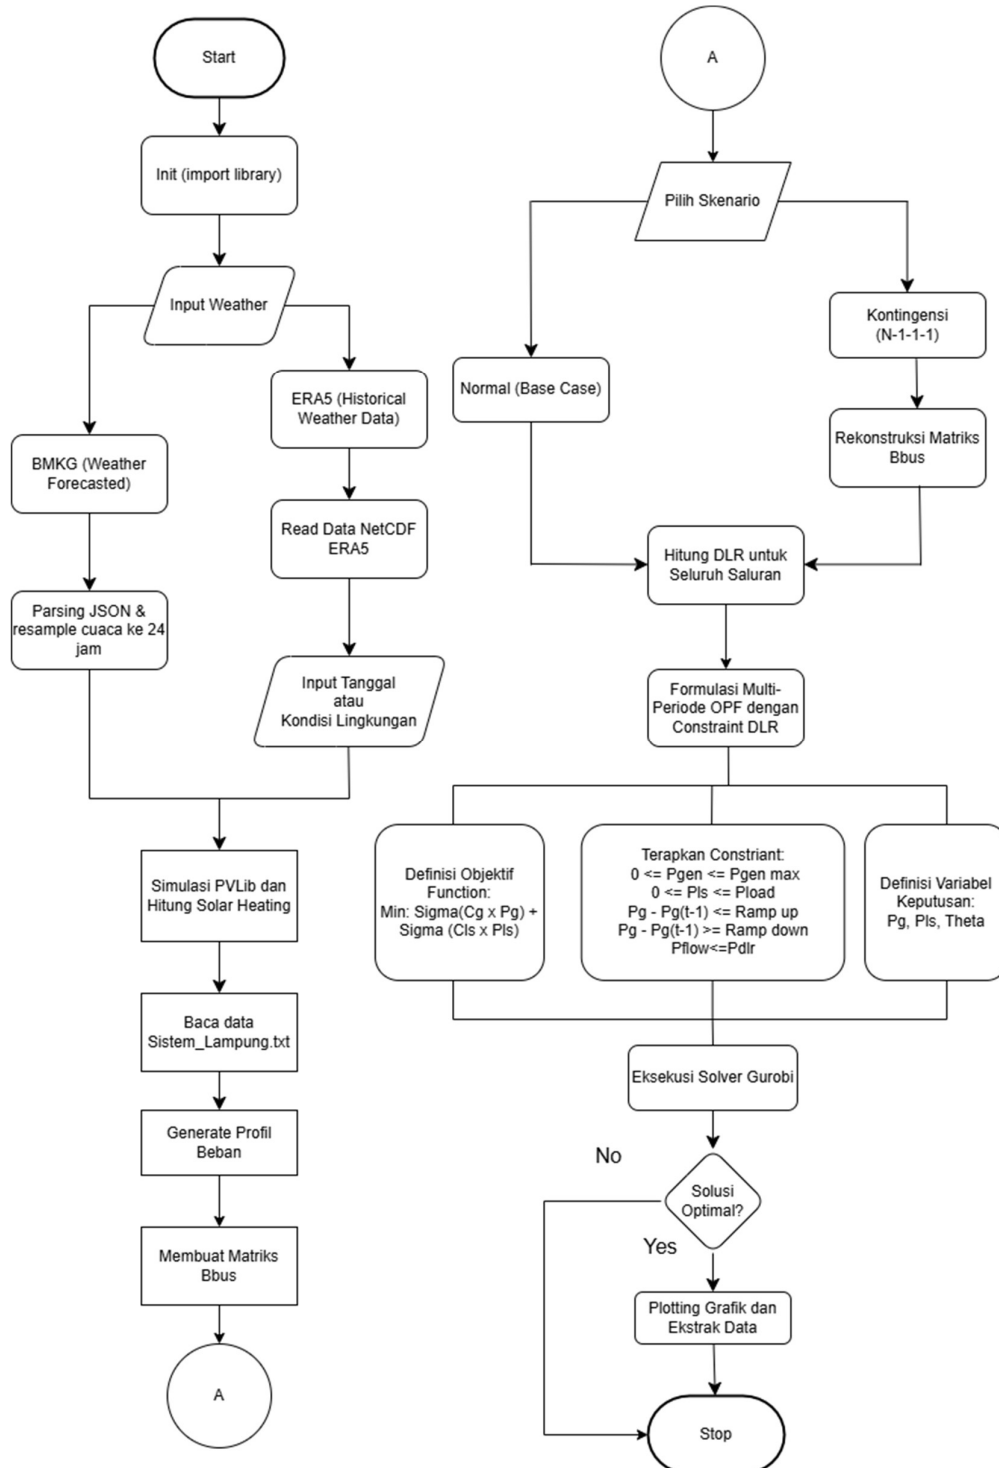 Start
Init (import library)
Input Weather
BMKG (Weather
Forecasted)
Parsing JSON &
resample cuaca ke 24
jam
ERA5 (Historical
Weather Data)
Read Data NetCDF
ERA5
Input Tanggal
atau
Kondisi Lingkungan
Simulasi PVLib dan
Hitung Solar Heating
Baca data
Sistem_Lampung.txt
Generate Profil
Beban
Membuat Matriks
Bbus
A
A
Pilih Skenario
Normal (Base Case)
Kontingensi
(N-1-1-1)
Rekonstruksi Matriks
Bbus
Hitung DLR untuk
Seluruh Saluran
Formulasi Multi-
Periode OPF dengan
Constraint DLR
Definisi Objektif
Function:
Min: Sigma(Cg x Pg) +
Sigma (Cls x Pls)
Terapkan Constriant:
0 <= Pgen <= Pgen max
0 <= Pls <= Pload
Pg - Pg(t-1) <= Ramp up
Pg - Pg(t-1) >= Ramp down
Pflow<=Pdlr
Definisi Variabel
Keputusan:
Pg, Pls, Theta
Eksekusi Solver Gurobi
No
Solusi
Optimal?
Yes
Plotting Grafik dan
Ekstrak Data
Stop